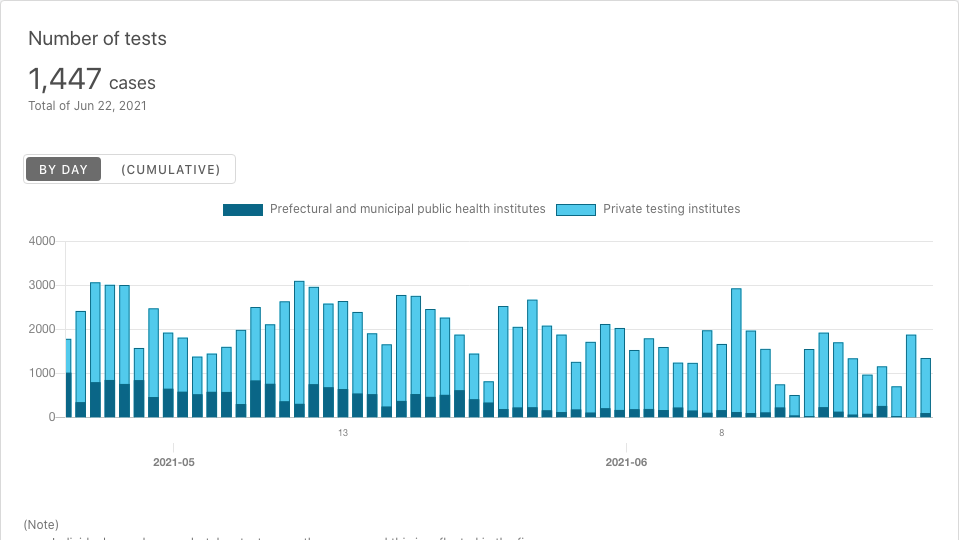 Number of tests
1,447 cases
Total of Jun 22, 2021
BY DAY (CUMULATIVE)
Prefectural and municipal public health institutes Private testing institutes
4000
3000
2000
1000
0
13 8
2021-05 2021-06
(Note)